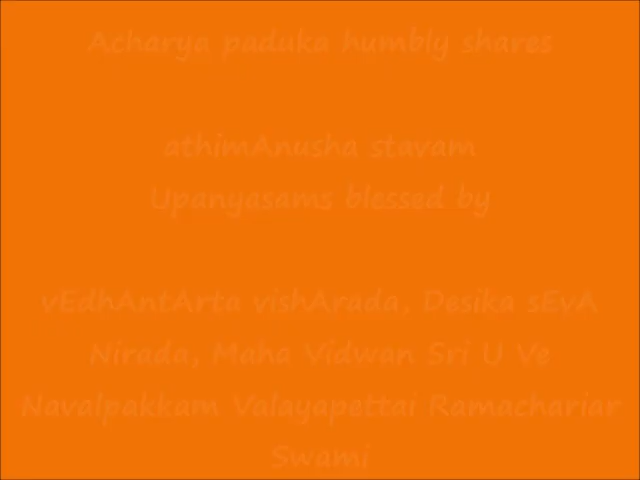 Acharya paduka humbly shares
athimAnusha stavam
Upanyasams blessed by
vEdhAntArta vishArada, Desika sEvA
Nirada, Maha Vidwan Sri U Ve
Navalpakkam Valayapettai Ramachariar
Swami